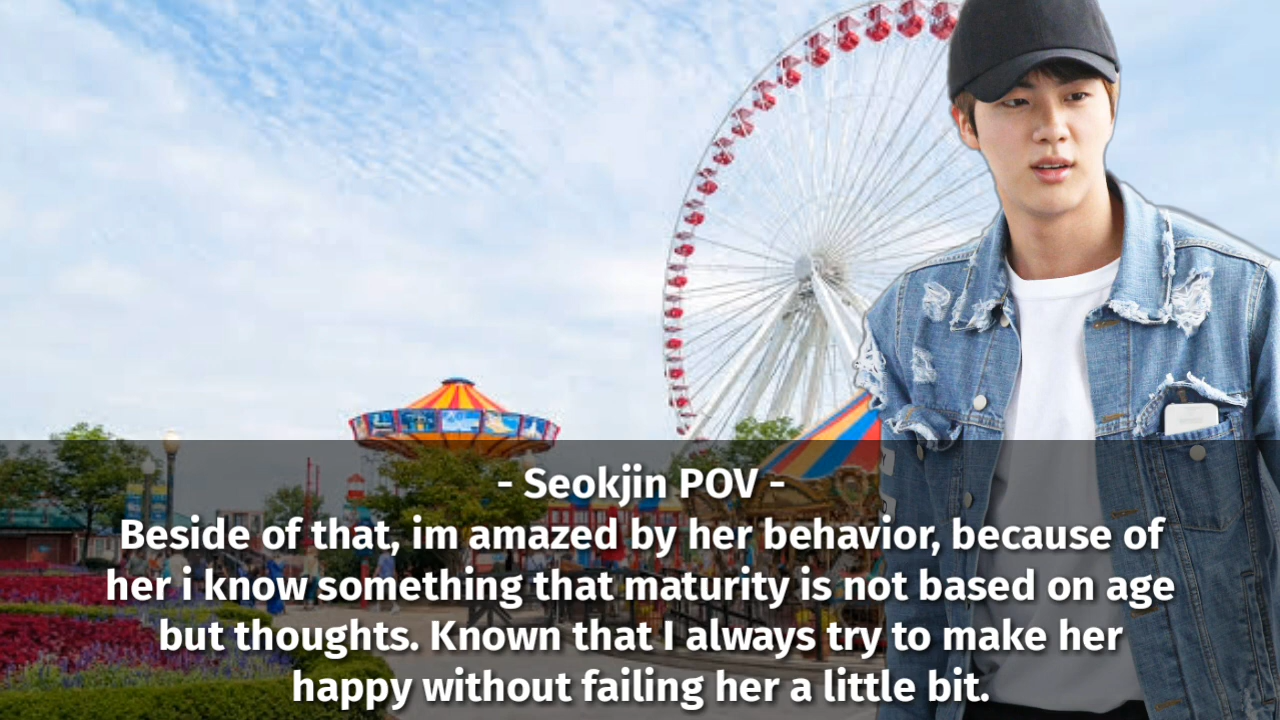 - Seokjin POV -
Beside of that, im amazed by her behavior, because of
her i know something that maturity is not based on age
but thoughts. Known that I always try to make her
happy without failing her a little bit.